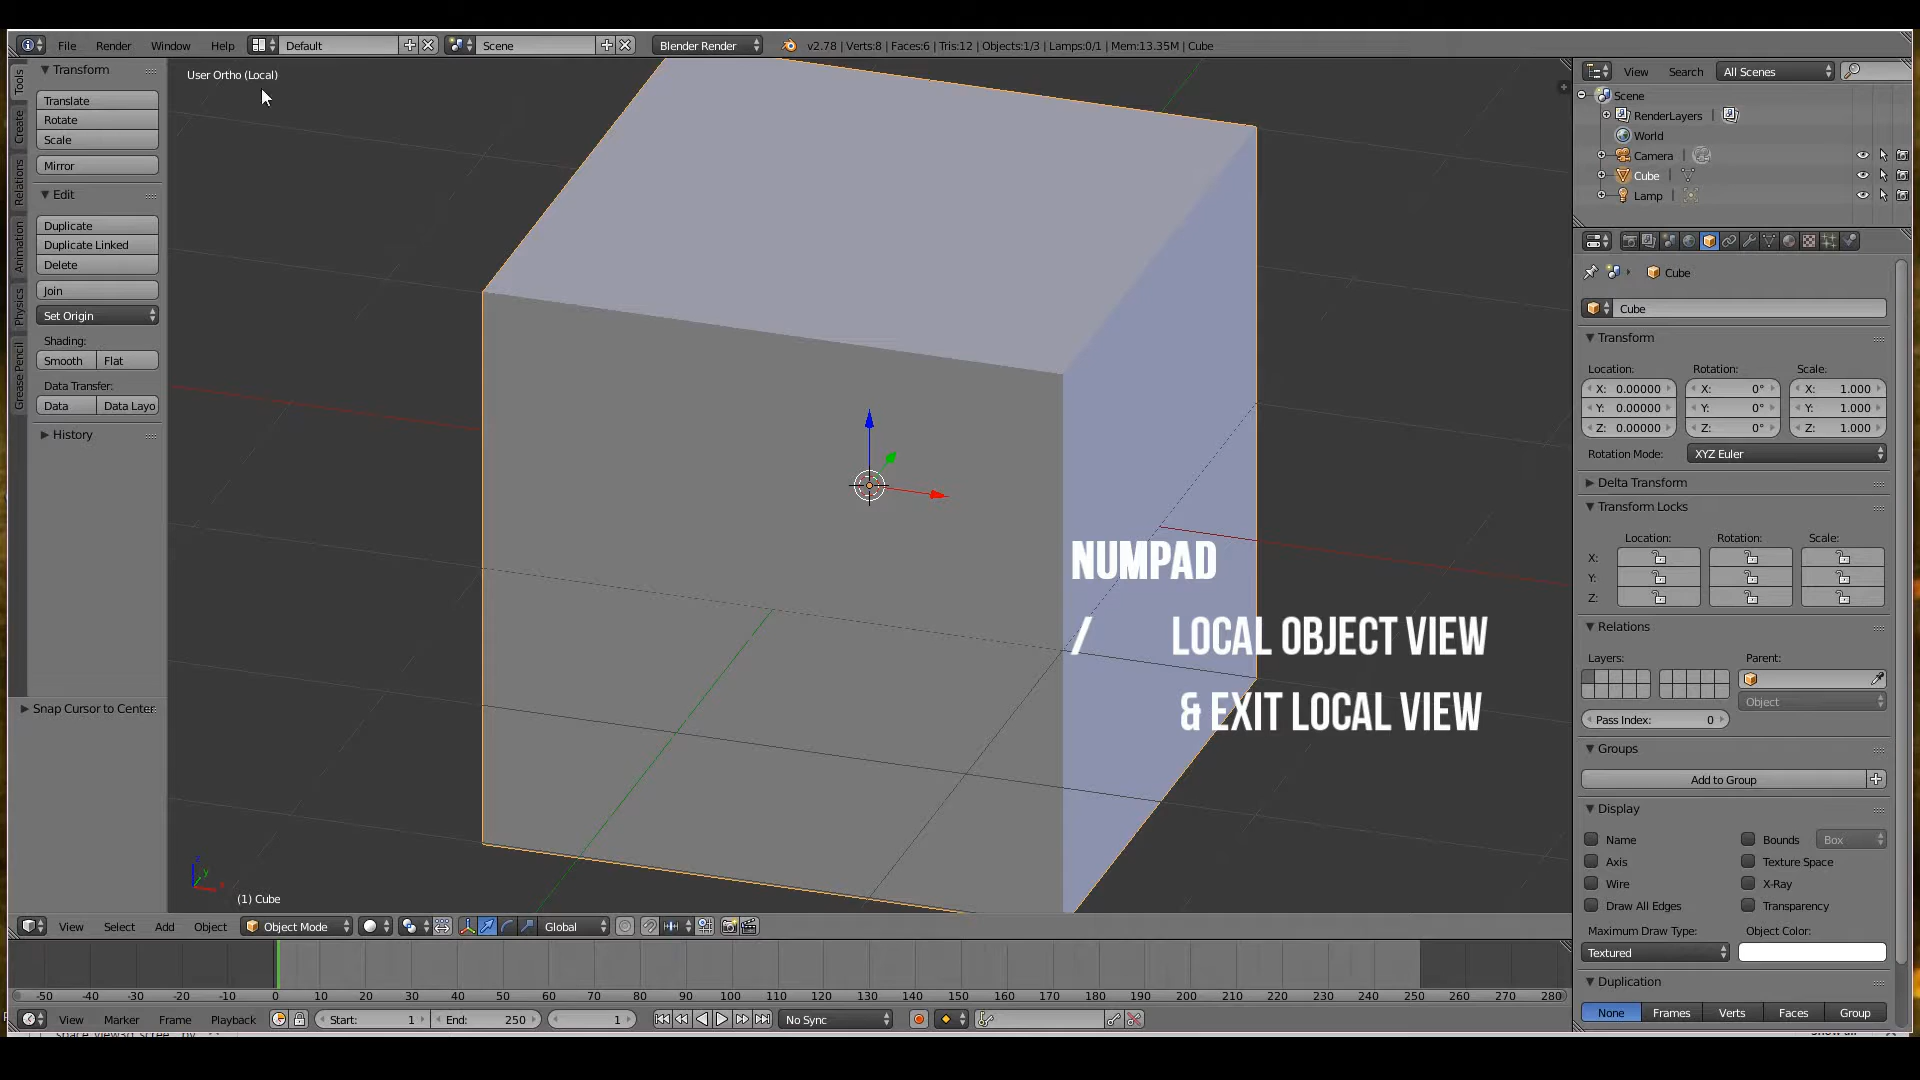 File Render Window Help Default Scene Blender Render v2.78 | Verts:8 | Faces:6 | Tris:12 | Objects:1/3 | Lamps:0/1 | Mem:13.35M | Cube
Tools
Create
Relations
Animation
Physics
Grease Pencil
Transform
Translate
Rotate
Scale
Mirror
Edit
Duplicate
Duplicate Linked
Delete
Join
Set Origin
Shading:
Smooth Flat
Data Transfer:
Data Data Layo
History
Snap Cursor to Center
User Ortho (Local)
NUMPAD
/ LOCAL OBJECT VIEW
& EXIT LOCAL VIEW
z
y
x
(1) Cube
View Select Add Object Object Mode Global
-50 -40 -30 -20 -10 0 10 20 30 40 50 60 70 80 90 100 110 120 130 140 150 160 170 180 190 200 210 220 230 240 250 260 270 280
View Marker Frame Playback Start: 1 End: 250 1 No Sync
View Search All Scenes
Scene
RenderLayers
World
Camera
Cube
Lamp
Cube
Cube
Transform
Location: Rotation: Scale:
X: 0.00000 X: 0° X: 1.000
Y: 0.00000 Y: 0° Y: 1.000
Z: 0.00000 Z: 0° Z: 1.000
Rotation Mode: XYZ Euler
Delta Transform
Transform Locks
Location: Rotation: Scale:
X:
Y:
Z:
Relations
Layers: Parent:
Object
Pass Index: 0
Groups
Add to Group
Display
Name Bounds Box
Axis Texture Space
Wire X-Ray
Draw All Edges Transparency
Maximum Draw Type: Object Color:
Textured
Duplication
None Frames Verts Faces Group